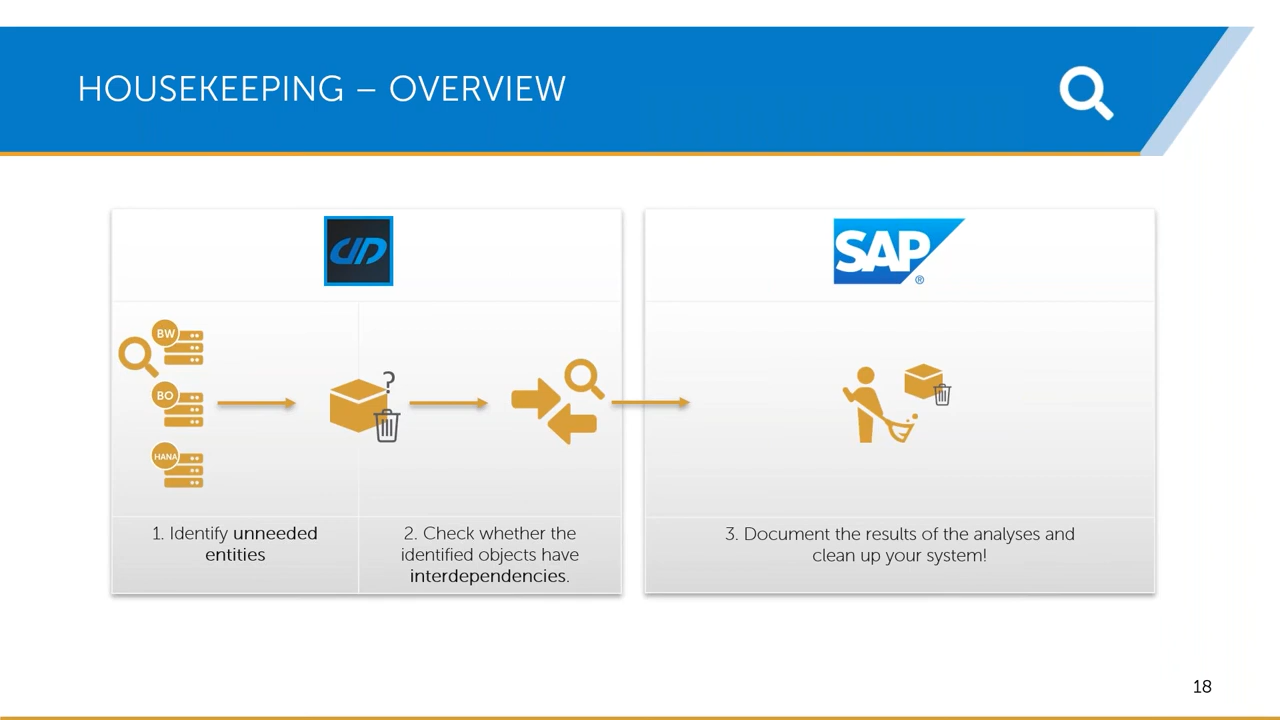 HOUSEKEEPING – OVERVIEW
SAP
®
BW
BO
HANA
?
1. Identify unneeded
entities
2. Check whether the
identified objects have
interdependencies.
3. Document the results of the analyses and
clean up your system!
18